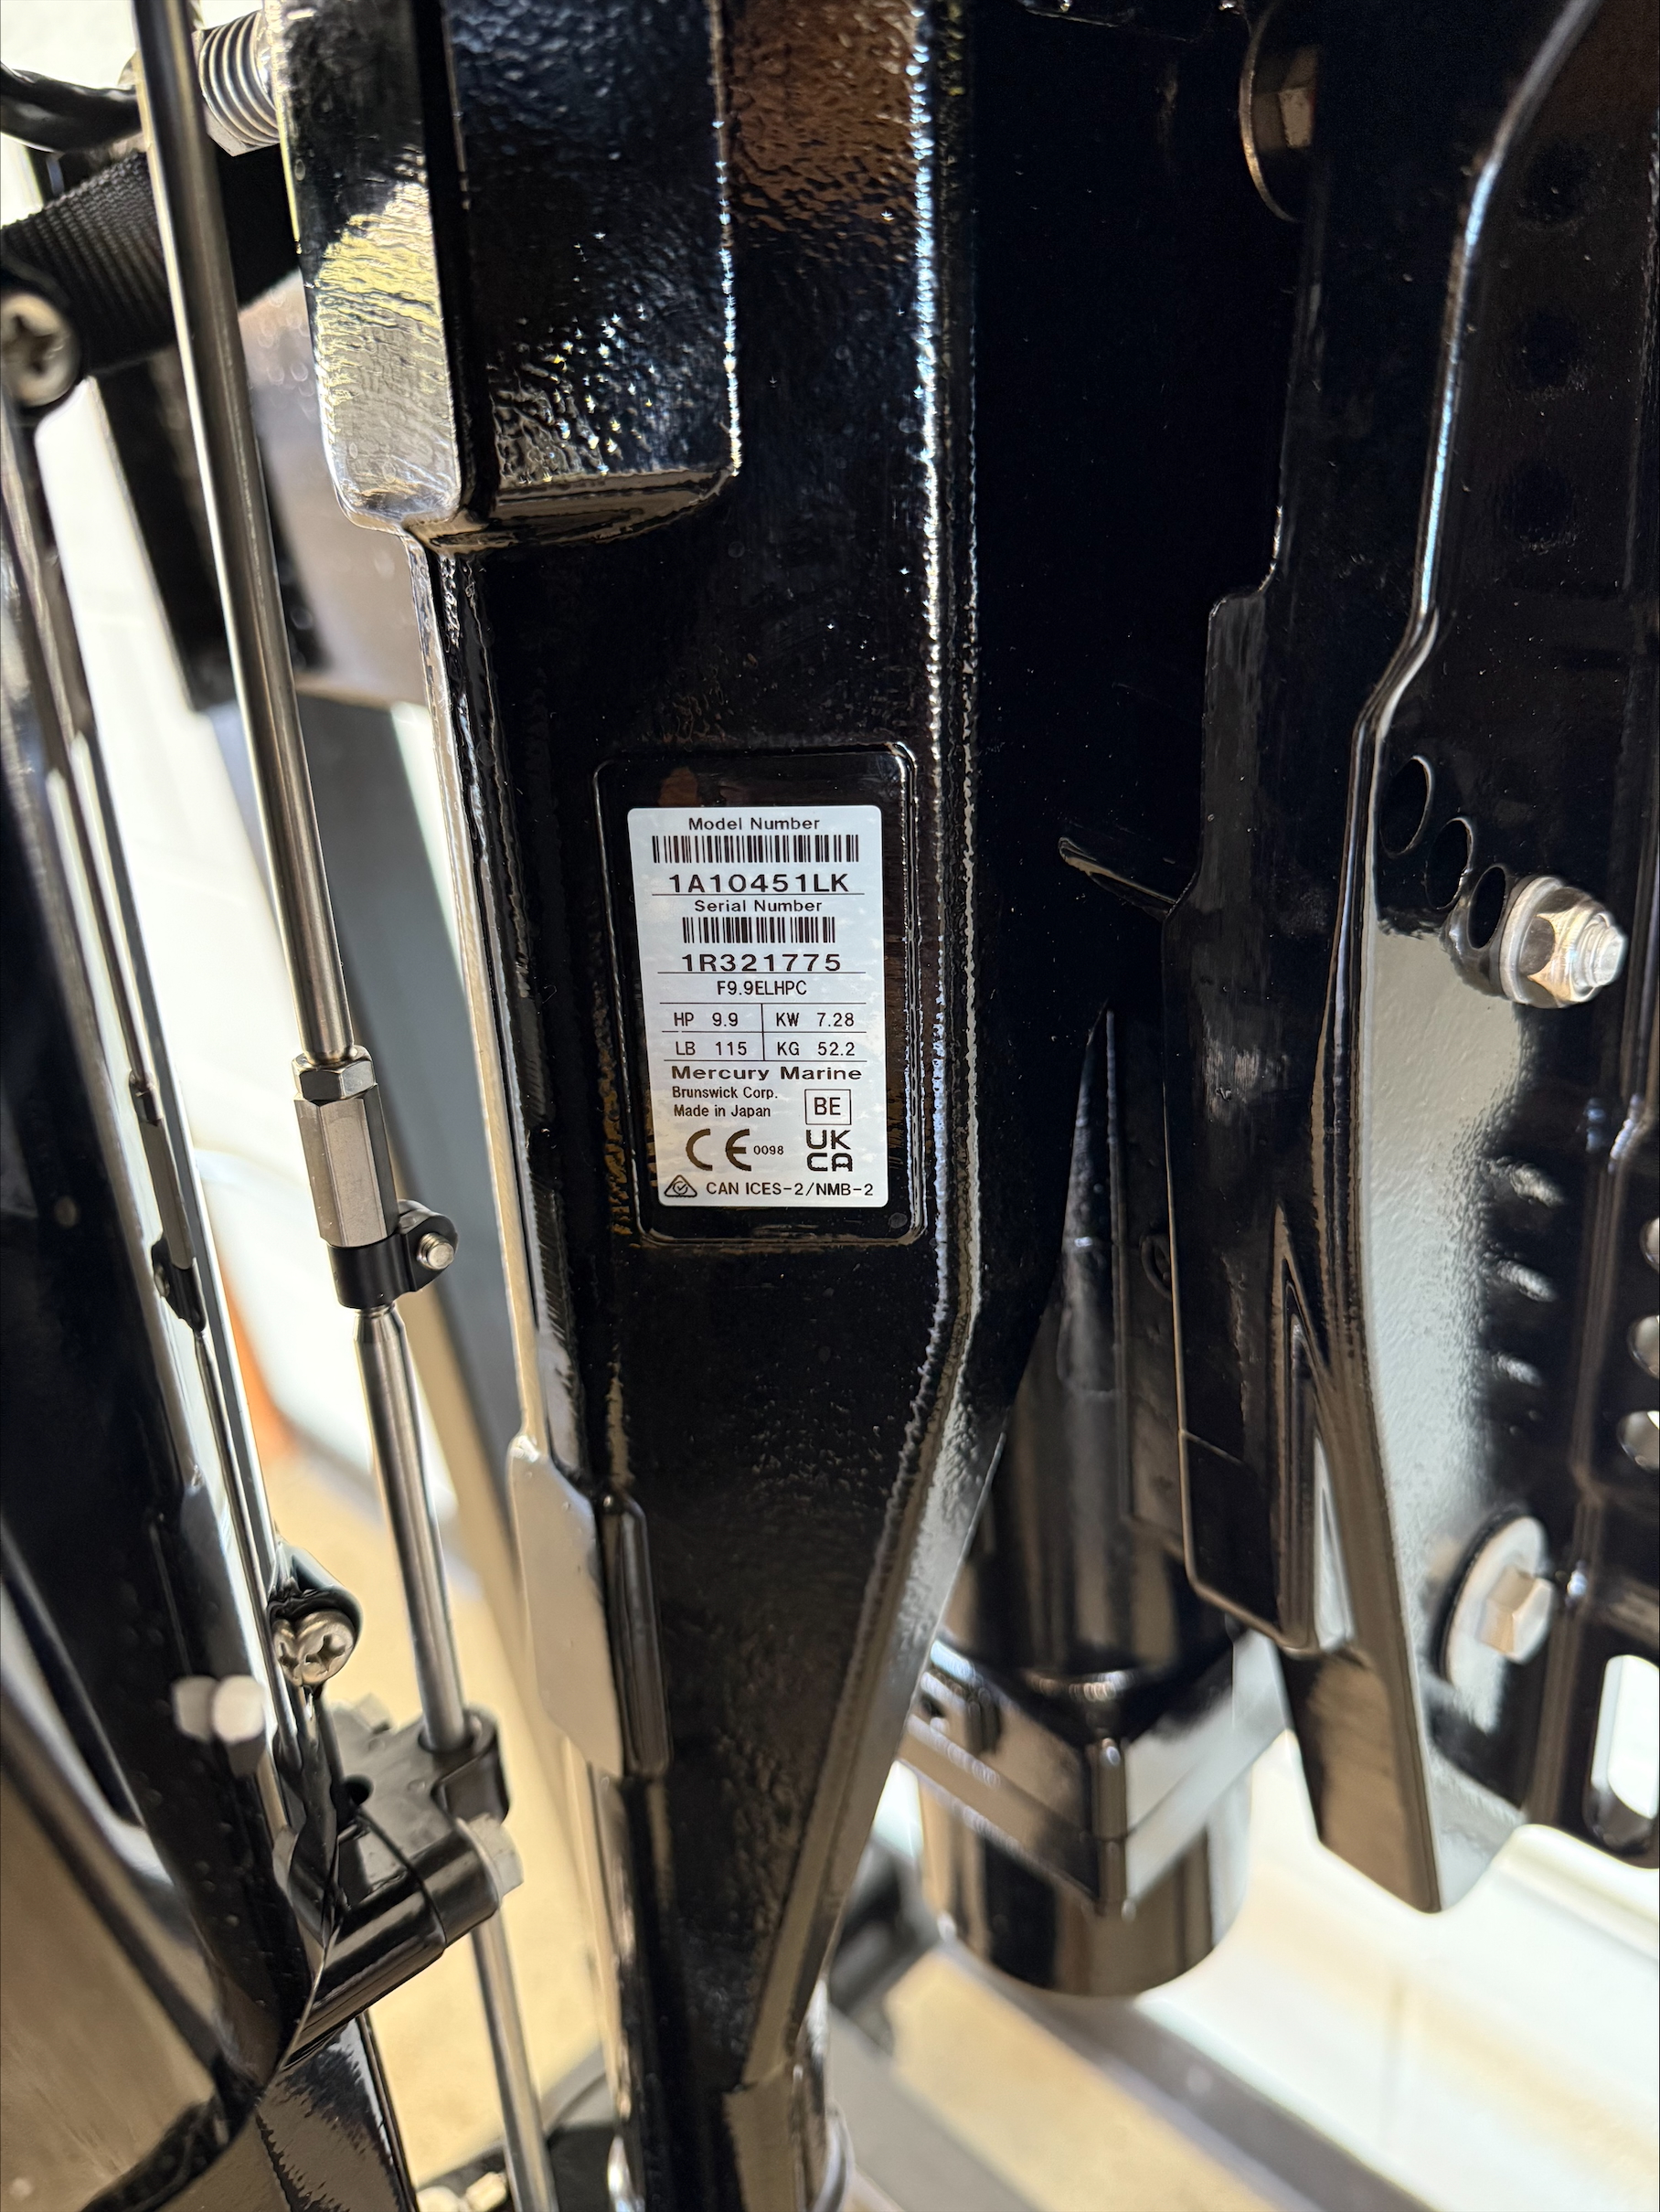 Model Number
1A10451LK
Serial Number
1R321775
F9.9ELHPC
HP 9.9 KW 7.28
LB 115 KG 52.2
Mercury Marine
Brunswick Corp.
Made in Japan
BE
CE 0098
UK
CA
CAN ICES-2/NMB-2